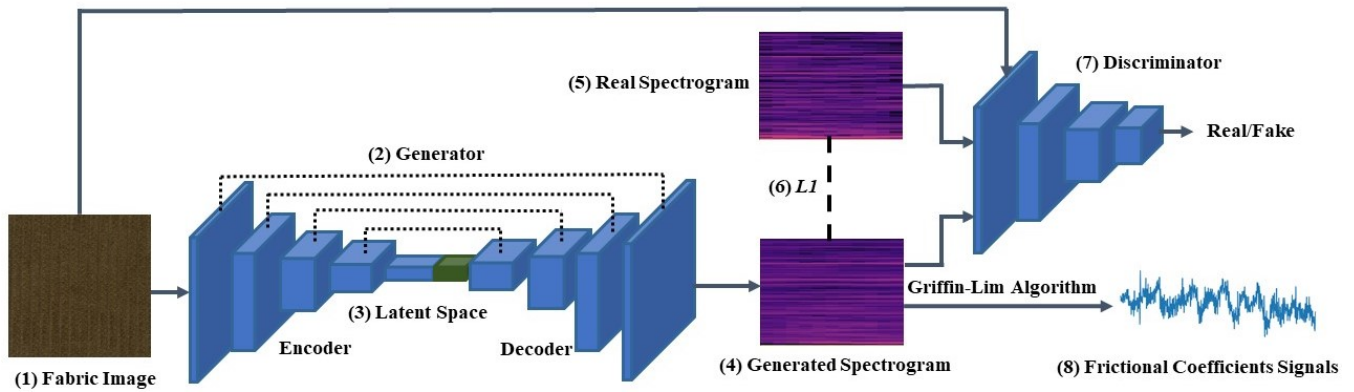 (7) Discriminator
(5) Real Spectrogram
Real/Fake
(2) Generator
(6) L1
Griffin-Lim Algorithm
(3) Latent Space
Encoder
Decoder
(4) Generated Spectrogram
(8) Frictional Coefficients Signals
(1) Fabric Image